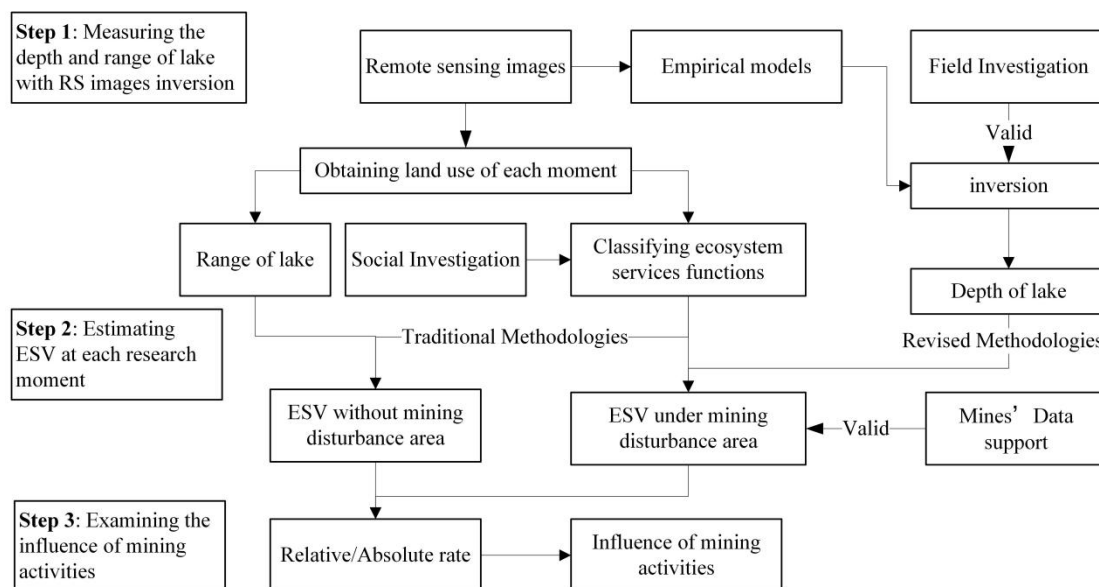 Step 1: Measuring the
depth and range of lake
with RS images inversion
Remote sensing images
Empirical models
Field Investigation
Valid
Obtaining land use of each moment
inversion
Range of lake
Social Investigation
Classifying ecosystem
services functions
Depth of lake
Step 2: Estimating
ESV at each research
moment
Traditional Methodologies
Revised Methodologies
ESV without mining
disturbance area
ESV under mining
disturbance area
Valid
Mines’ Data
support
Step 3: Examining the
influence of mining
activities
Relative/Absolute rate
Influence of mining
activities